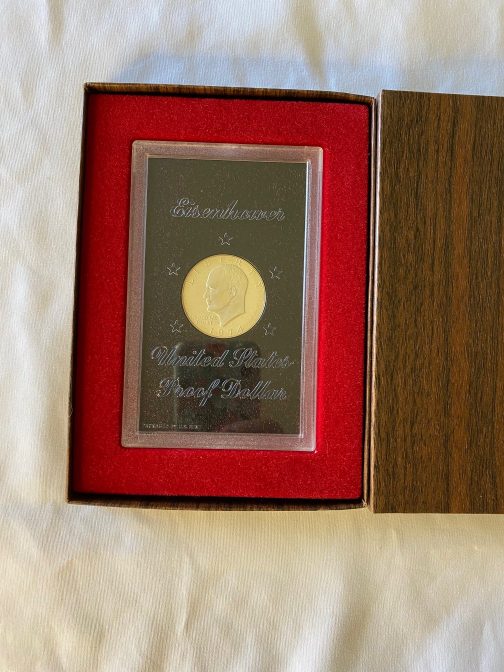 Eisenhower
United States
Proof Dollar